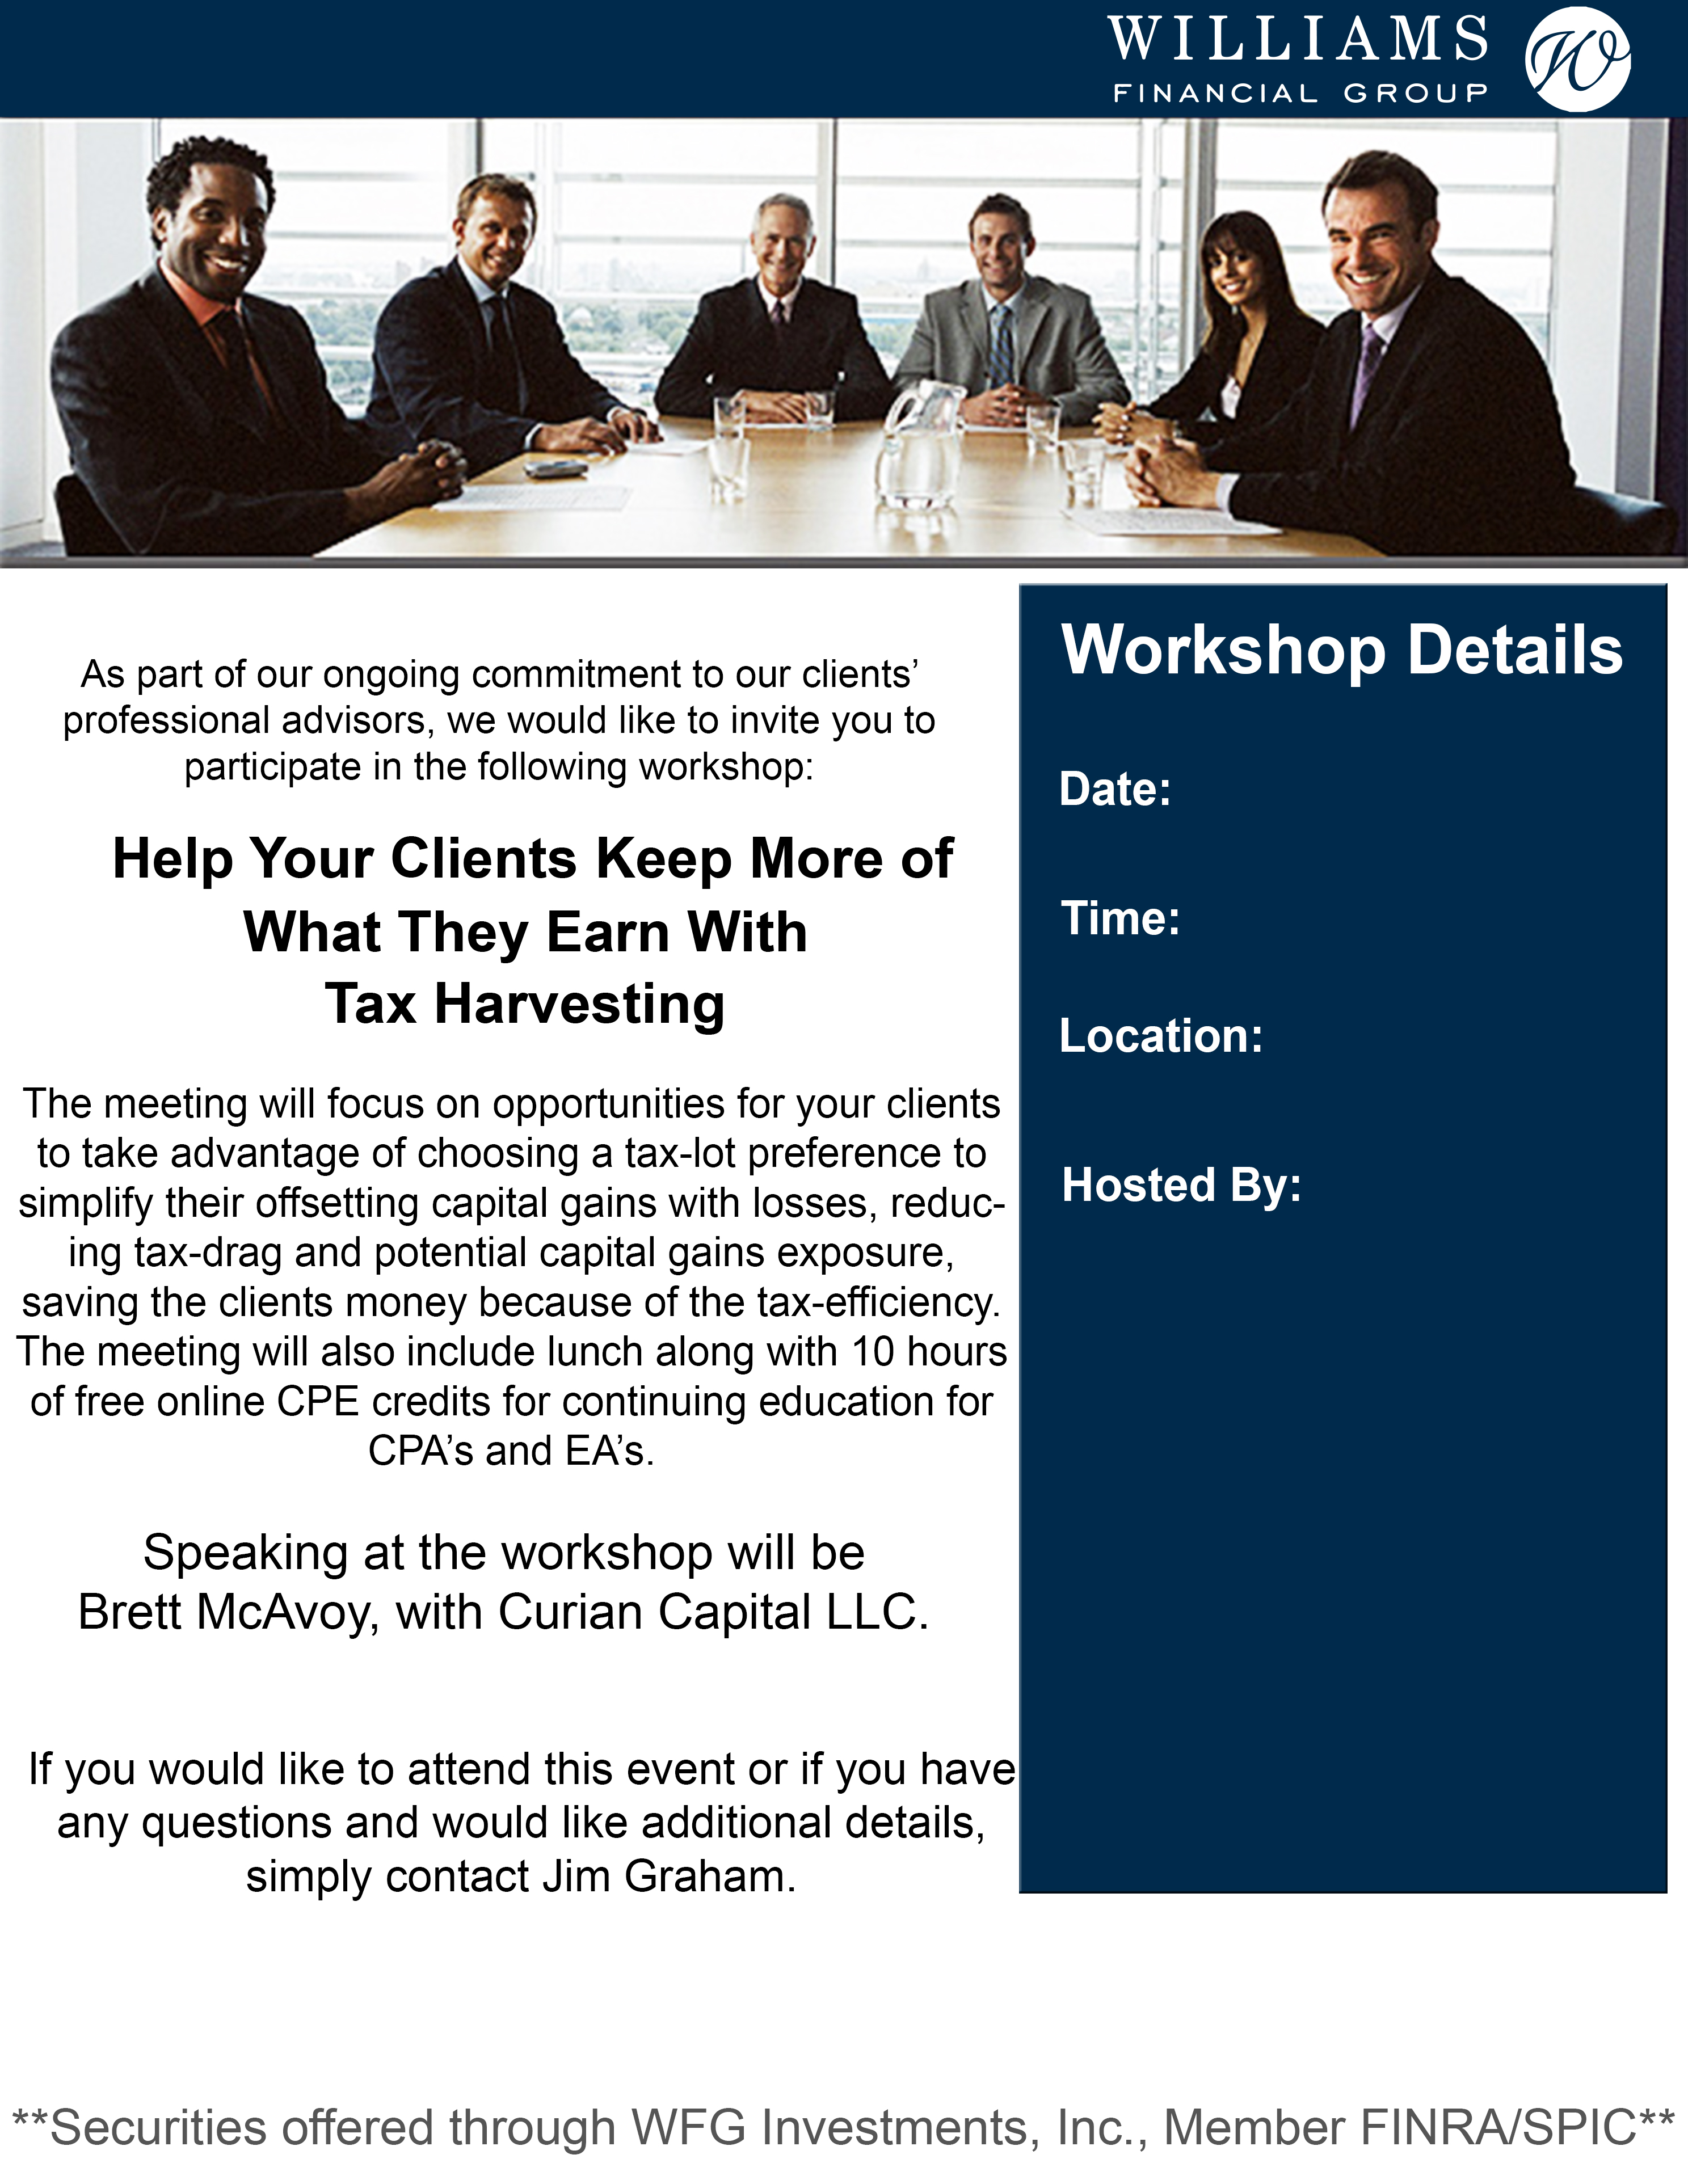 WILLIAMS
FINANCIAL GROUP
W
As part of our ongoing commitment to our clients’
professional advisors, we would like to invite you to
participate in the following workshop:
Help Your Clients Keep More of
What They Earn With
Tax Harvesting
The meeting will focus on opportunities for your clients
to take advantage of choosing a tax-lot preference to
simplify their offsetting capital gains with losses, reduc-
ing tax-drag and potential capital gains exposure,
saving the clients money because of the tax-efficiency.
The meeting will also include lunch along with 10 hours
of free online CPE credits for continuing education for
CPA’s and EA’s.
Speaking at the workshop will be
Brett McAvoy, with Curian Capital LLC.
If you would like to attend this event or if you have
any questions and would like additional details,
simply contact Jim Graham.
Workshop Details
Date:
Time:
Location:
Hosted By:
**Securities offered through WFG Investments, Inc., Member FINRA/SPIC**